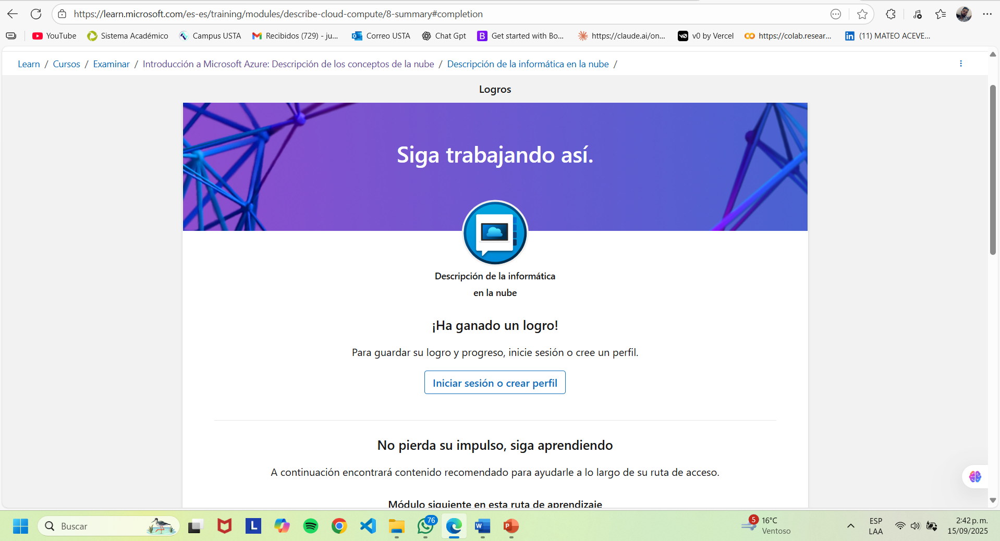 https://learn.microsoft.com/es-es/training/modules/describe-cloud-compute/8-summary#completion
YouTube Sistema Académico Campus USTA Recibidos (729) - ju... Correo USTA Chat Gpt B Get started with Bo... https://claude.ai/on... v0 v0 by Vercel https://colab.resear... in (11) MATEO ACEVE...
Learn / Cursos / Examinar / Introducción a Microsoft Azure: Descripción de los conceptos de la nube / Descripción de la informática en la nube /
Logros
Siga trabajando así.
Descripción de la informática
en la nube
¡Ha ganado un logro!
Para guardar su logro y progreso, inicie sesión o cree un perfil.
Iniciar sesión o crear perfil
No pierda su impulso, siga aprendiendo
A continuación encontrará contenido recomendado para ayudarle a lo largo de su ruta de acceso.
Módulo siguiente en esta ruta de aprendizaje
Buscar L 76 W P 5 16°C ESP 2:42 p. m.
Ventoso LAA 15/09/2025